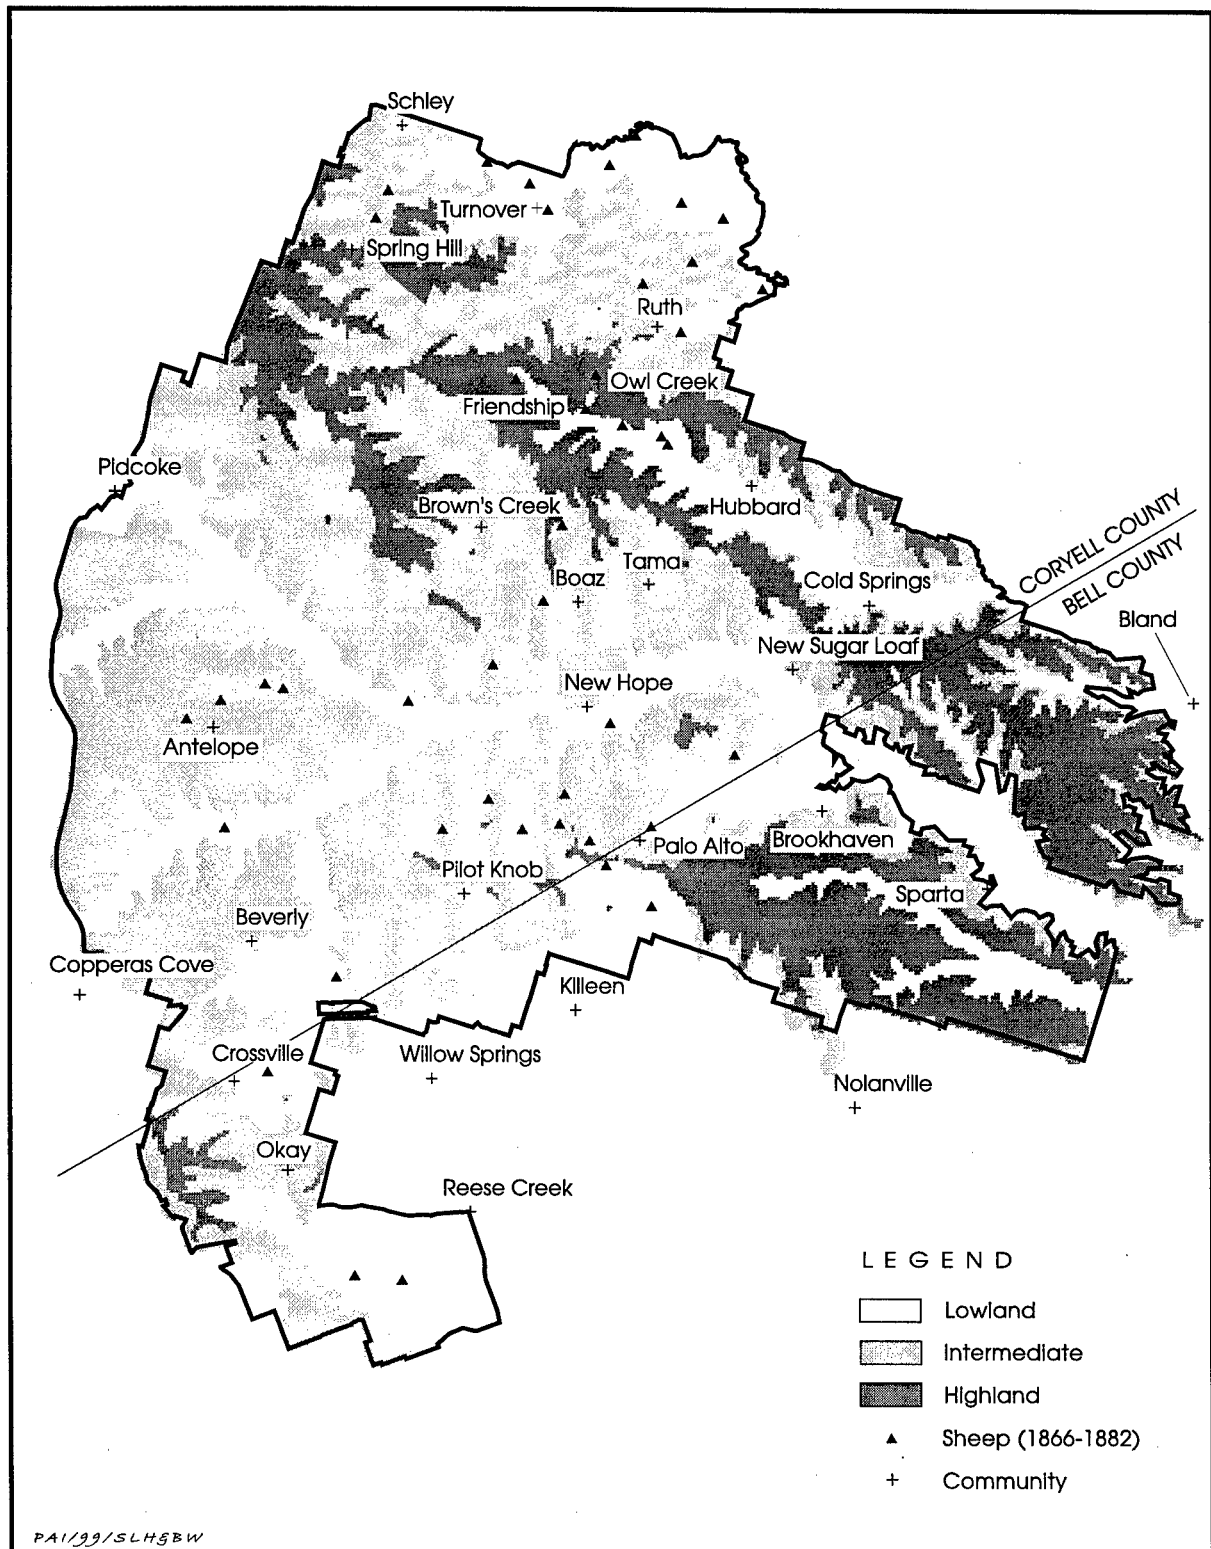 Schley
Turnover
Spring Hill
Ruth
Owl Creek
Friendship
Pidcoke
Hubbard
Brown's Creek
CORYELL COUNTY
BELL COUNTY
Tama
Boaz
Cold Springs
Bland
New Sugar Loaf
New Hope
Antelope
Palo Alto
Brookhaven
Pilot Knob
Sparta
Beverly
Copperas Cove
Killeen
Crossville
Willow Springs
Nolanville
Okay
Reese Creek
LEGEND
Lowland
Intermediate
Highland
Sheep (1866-1882)
Community
PAI/99/SLH&BW